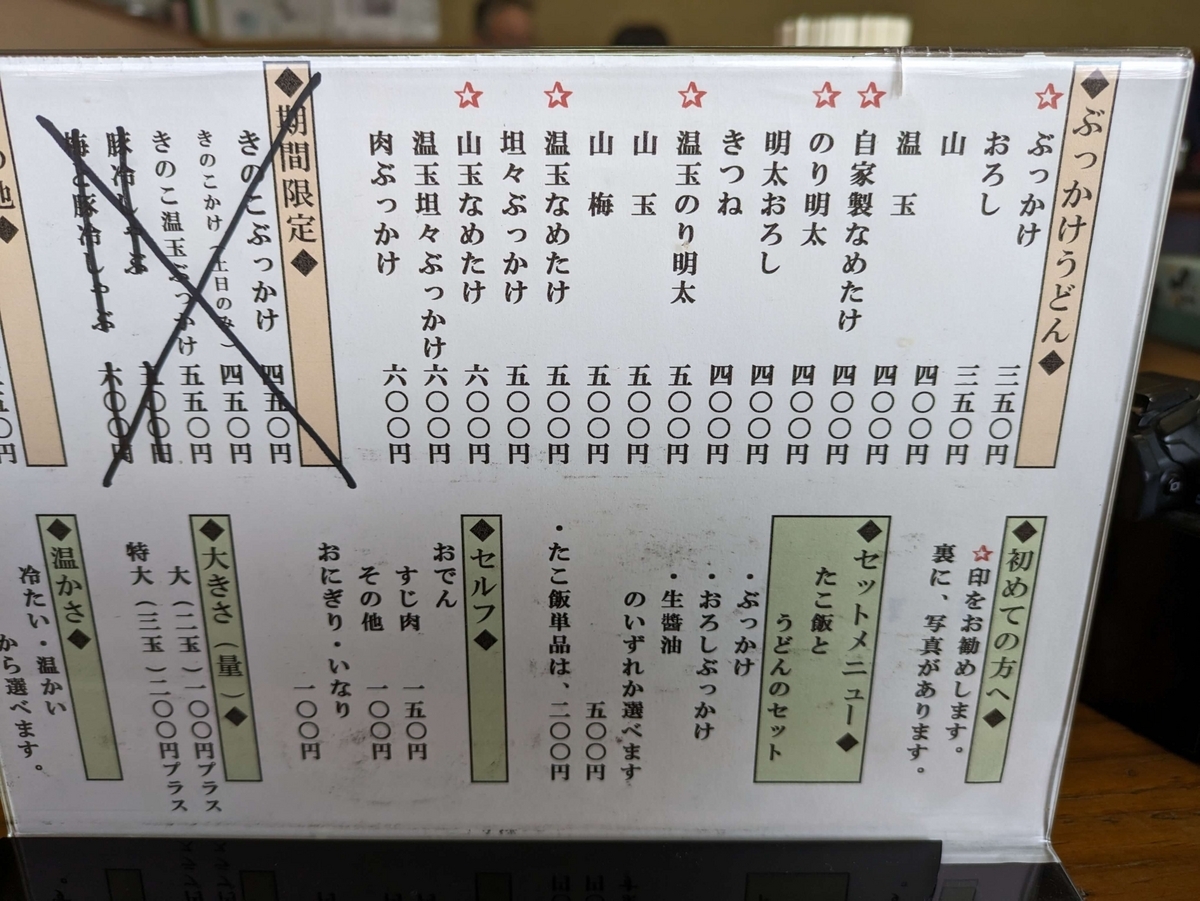 ◆ぶっかけうどん◆
☆ぶっかけ 三五〇円
おろし 三五〇円
山 四〇〇円
温玉 四〇〇円
☆自家製なめたけ 四〇〇円
☆のり明太 四〇〇円
明太おろし 四〇〇円
きつね 四〇〇円
☆温玉のり明太 五〇〇円
山玉 五〇〇円
山梅 五〇〇円
☆温玉なめたけ 五〇〇円
坦々ぶっかけ 五〇〇円
☆山玉なめたけ 六〇〇円
温玉坦々ぶっかけ 六〇〇円
肉ぶっかけ 六〇〇円
◆期間限定◆
きのこぶっかけ 四五〇円
きのこかけ（土日のみ） 四五〇円
きのこ温玉ぶっかけ 五五〇円
豚冷しゃぶ 五〇〇円
梅と豚冷しゃぶ 六〇〇円
の他◆
五〇円
◆初めての方へ◆
☆印をお勧めします。
裏に、写真があります。
◆セットメニュー◆
たこ飯と
うどんのセット
・ぶっかけ
・おろしぶっかけ
・生醬油
のいずれか選べます
五〇〇円
・たこ飯単品は、二〇〇円
◆セルフ◆
おでん
すじ肉 一五〇円
その他 一〇〇円
おにぎり・いなり
一〇〇円
◆大きさ（量）◆
大（二玉）一〇〇円プラス
特大（三玉）二〇〇円プラス
◆温かさ◆
冷たい・温かい
から選べます。